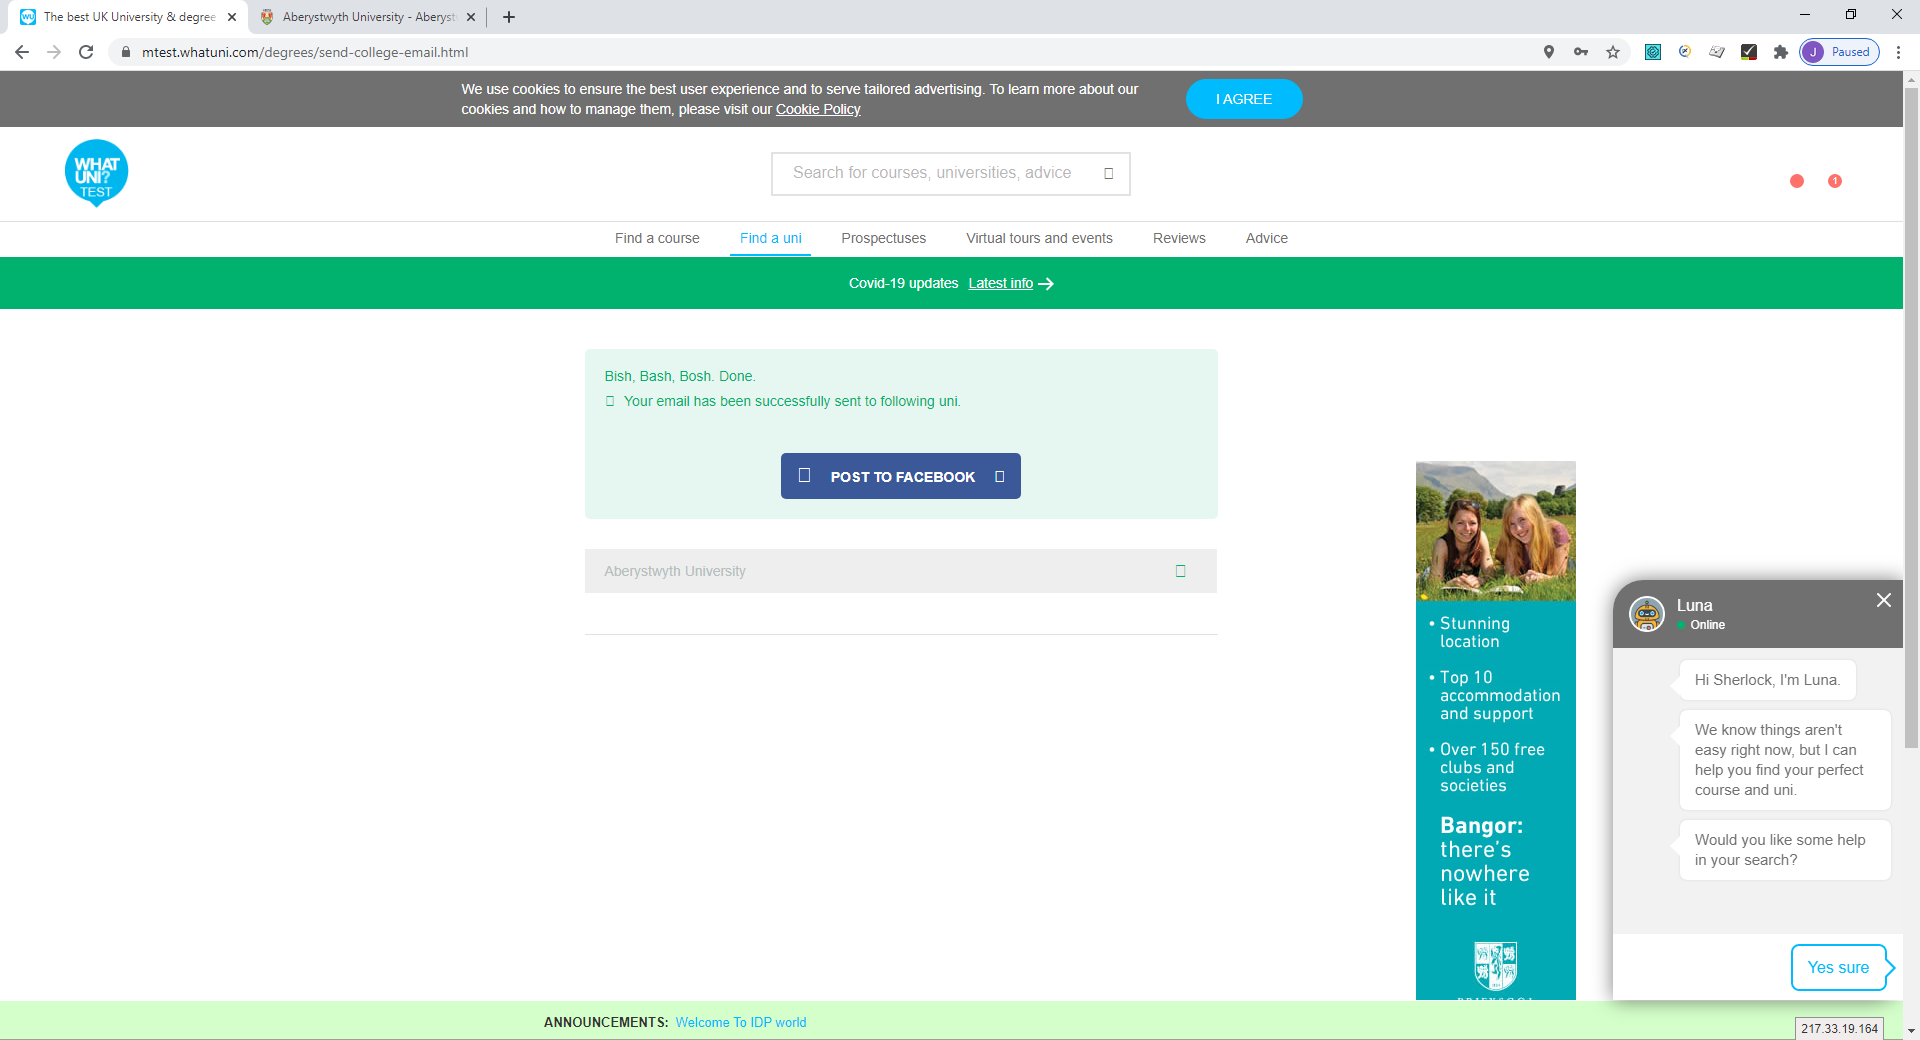 The best UK University & degree
Aberystwyth University - Aberyst
mtest.whatuni.com/degrees/send-college-email.html
J Paused
We use cookies to ensure the best user experience and to serve tailored advertising. To learn more about our
cookies and how to manage them, please visit our Cookie Policy
I AGREE
WHAT
UNI?
TEST
Search for courses, universities, advice
1
Find a course Find a uni Prospectuses Virtual tours and events Reviews Advice
Covid-19 updates Latest info
Bish, Bash, Bosh. Done.
Your email has been successfully sent to following uni.
POST TO FACEBOOK
Aberystwyth University
• Stunning
location
• Top 10
accommodation
and support
• Over 150 free
clubs and
societies
Bangor:
there's
nowhere
like it
Luna
Online
Hi Sherlock, I'm Luna.
We know things aren't
easy right now, but I can
help you find your perfect
course and uni.
Would you like some help
in your search?
Yes sure
ANNOUNCEMENTS: Welcome To IDP world
217.33.19.164